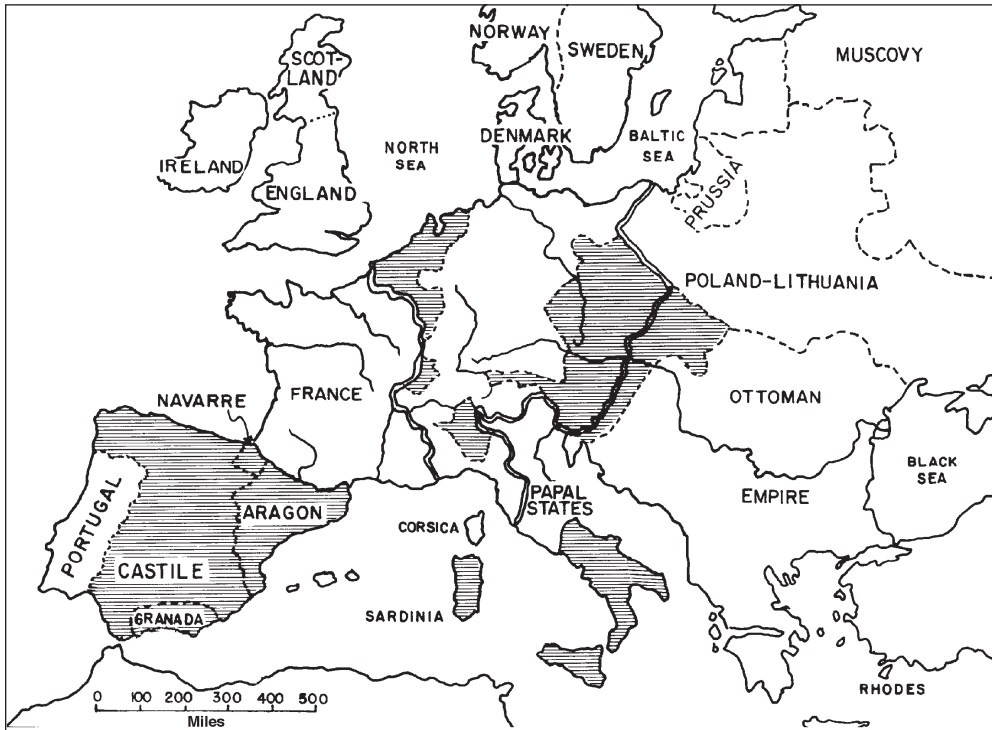 NORWAY
SWEDEN
MUSCOVY
SCOT-
LAND
DENMARK
BALTIC
SEA
NORTH
SEA
IRELAND
ENGLAND
PRUSSIA
POLAND-LITHUANIA
FRANCE
NAVARRE
OTTOMAN
BLACK
SEA
EMPIRE
PAPAL
STATES
PORTUGAL
ARAGON
CORSICA
CASTILE
SARDINIA
GRANADA
RHODES
0 100 200 300 400 500
Miles